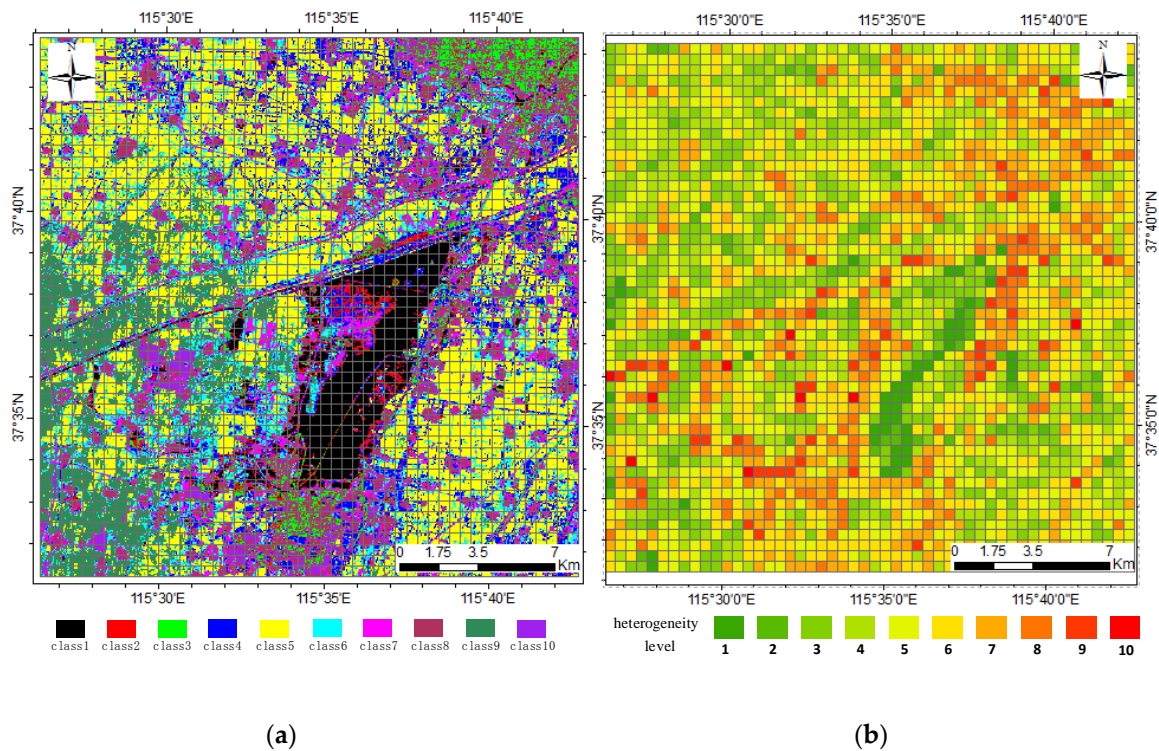 115°30'E 115°35'E 115°40'E
115°30'E 115°35'E 115°40'E
N
N
37°40'N
37°40'N
37°40'N
37°35'N
37°35'N
37°35'0"N
0 1.75 3.5 7
Km
0 1.75 3.5 7
Km
115°30'E 115°35'E 115°40'E
115°30'0"E 115°35'0"E 115°40'0"E
class1 class2 class3 class4 class5 class6 class7 class8 class9 class10
heterogeneity
level
1 2 3 4 5 6 7 8 9 10
(a) (b)